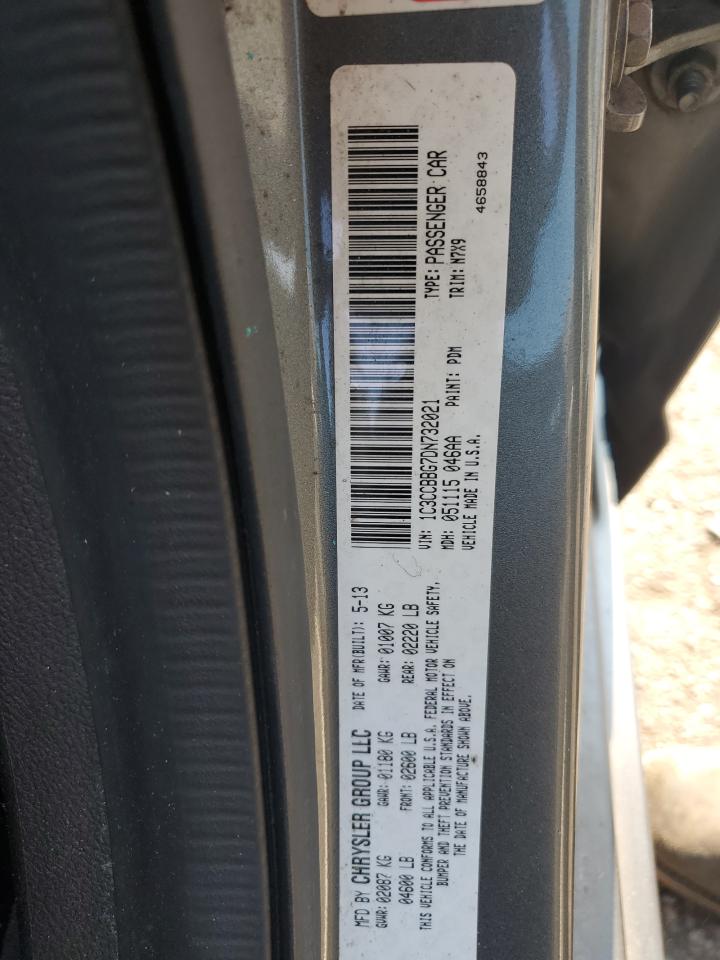 MFD BY CHRYSLER GROUP LLC
DATE OF MFR(BUILT): 5-13
GVWR: 02087 KG
GAWR: 01180 KG
GAWR: 01007 KG
04600 LB
FRONT: 02600 LB
REAR: 02220 LB
THIS VEHICLE CONFORMS TO ALL APPLICABLE U.S.A. FEDERAL MOTOR VEHICLE SAFETY,
BUMPER AND THEFT PREVENTION STANDARDS IN EFFECT ON
THE DATE OF MANUFACTURE SHOWN ABOVE.
VIN: 1C3CCBBG7DN732021
TYPE: PASSENGER CAR
MDH: 051115 046AA
PAINT: PDM
TRIM: N7X9
VEHICLE MADE IN U.S.A.
4658843